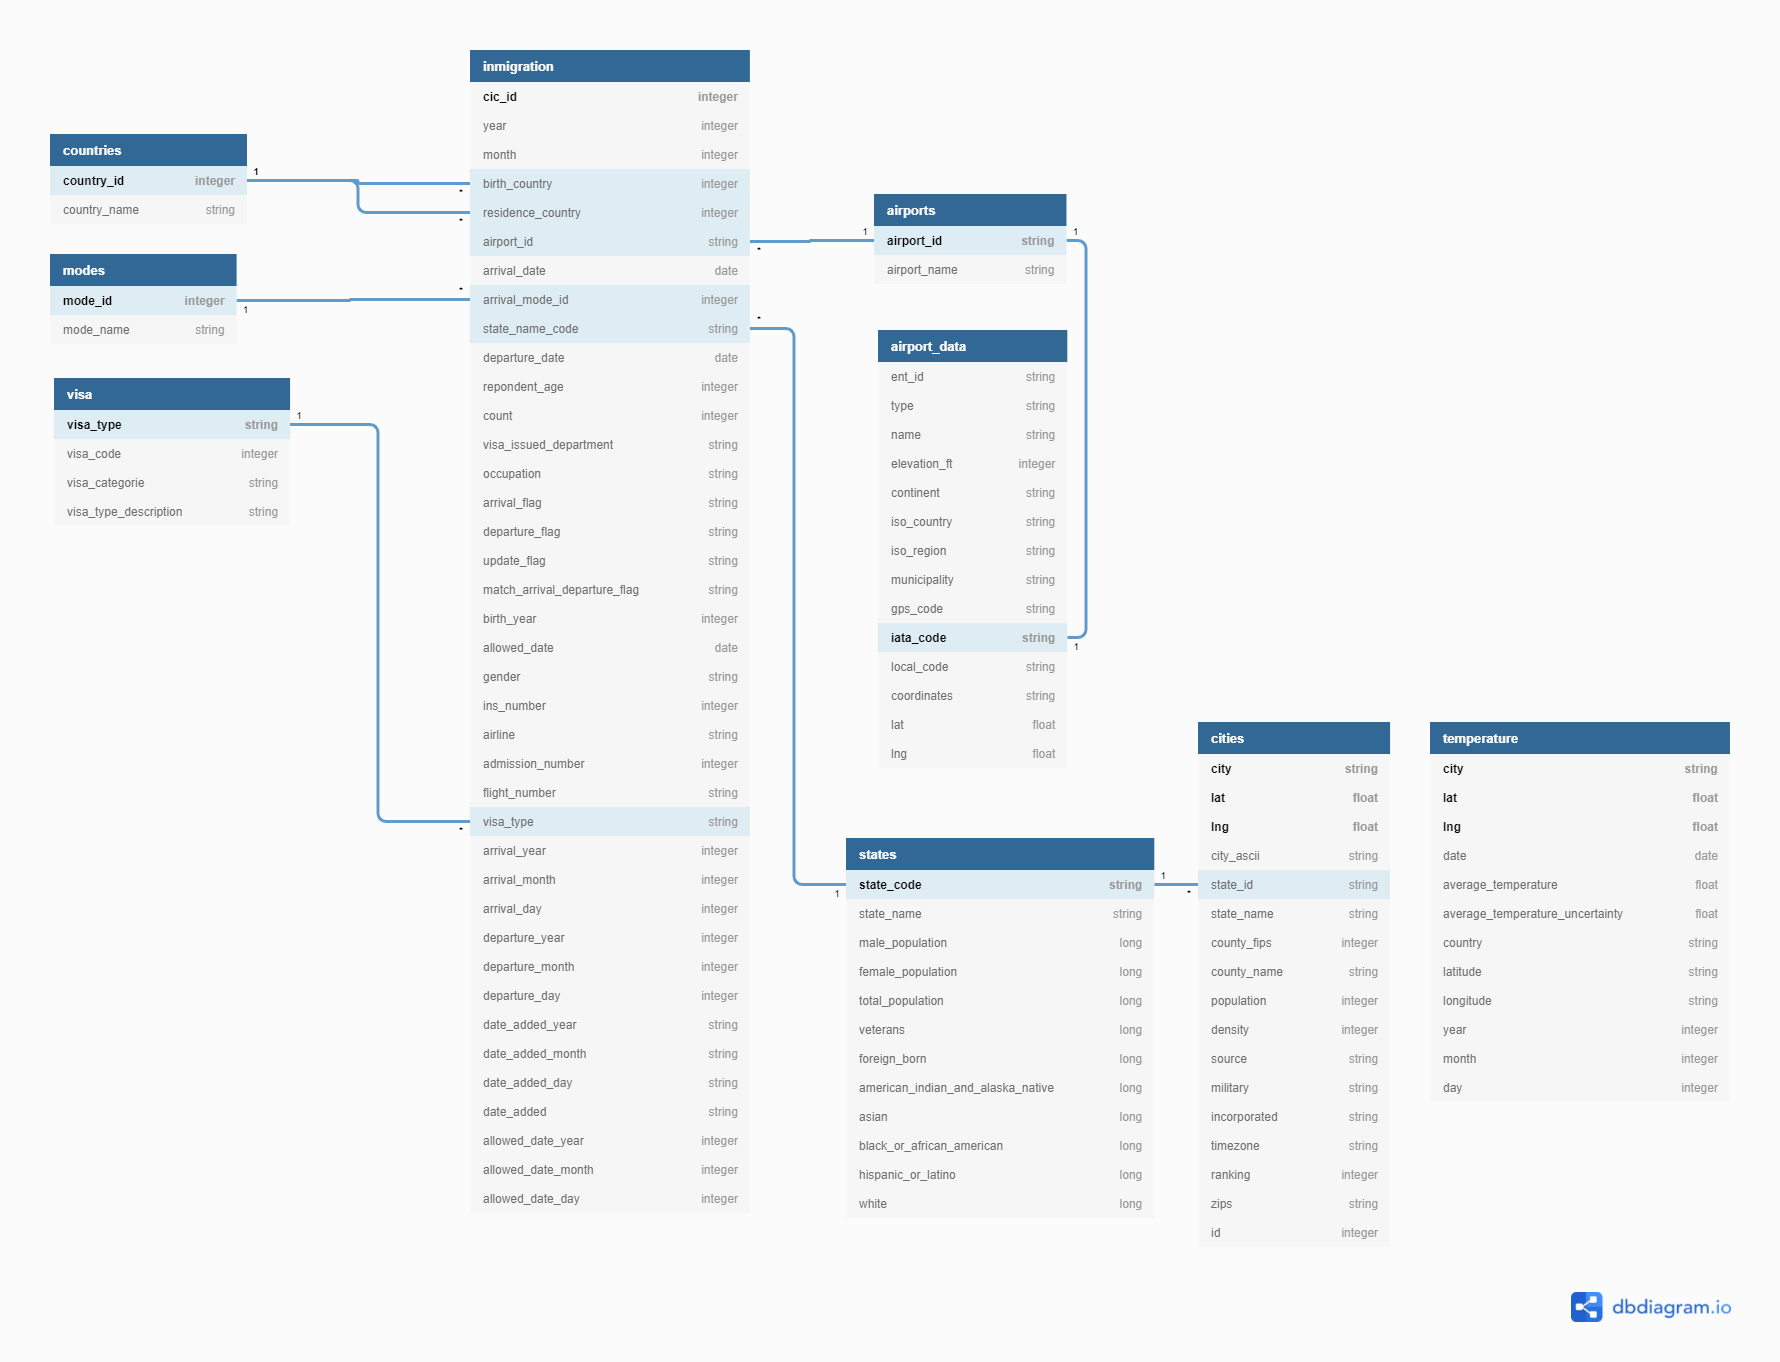 inmigration
cic_id integer
year integer
month integer
birth_country integer
residence_country integer
airport_id string
arrival_date date
arrival_mode_id integer
state_name_code string
departure_date date
repondent_age integer
count integer
visa_issued_department string
occupation string
arrival_flag string
departure_flag string
update_flag string
match_arrival_departure_flag string
birth_year integer
allowed_date date
gender string
ins_number integer
airline string
admission_number integer
flight_number string
visa_type string
arrival_year integer
arrival_month integer
arrival_day integer
departure_year integer
departure_month integer
departure_day integer
date_added_year string
date_added_month string
date_added_day string
date_added string
allowed_date_year integer
allowed_date_month integer
allowed_date_day integer
countries
country_id integer
country_name string
1
*
*
modes
mode_id integer
mode_name string
1
*
visa
visa_type string
visa_code integer
visa_categorie string
visa_type_description string
1
*
airports
airport_id string
airport_name string
*
1
1
airport_data
ent_id string
type string
name string
elevation_ft integer
continent string
iso_country string
iso_region string
municipality string
gps_code string
iata_code string
local_code string
coordinates string
lat float
lng float
1
*
states
state_code string
state_name string
male_population long
female_population long
total_population long
veterans long
foreign_born long
american_indian_and_alaska_native long
asian long
black_or_african_american long
hispanic_or_latino long
white long
1
1
*
cities
city string
lat float
lng float
city_ascii string
state_id string
state_name string
county_fips integer
county_name string
population integer
density integer
source string
military string
incorporated string
timezone string
ranking integer
zips string
id integer
temperature
city string
lat float
lng float
date date
average_temperature float
average_temperature_uncertainty float
country string
latitude string
longitude string
year integer
month integer
day integer
dbdiagram.io